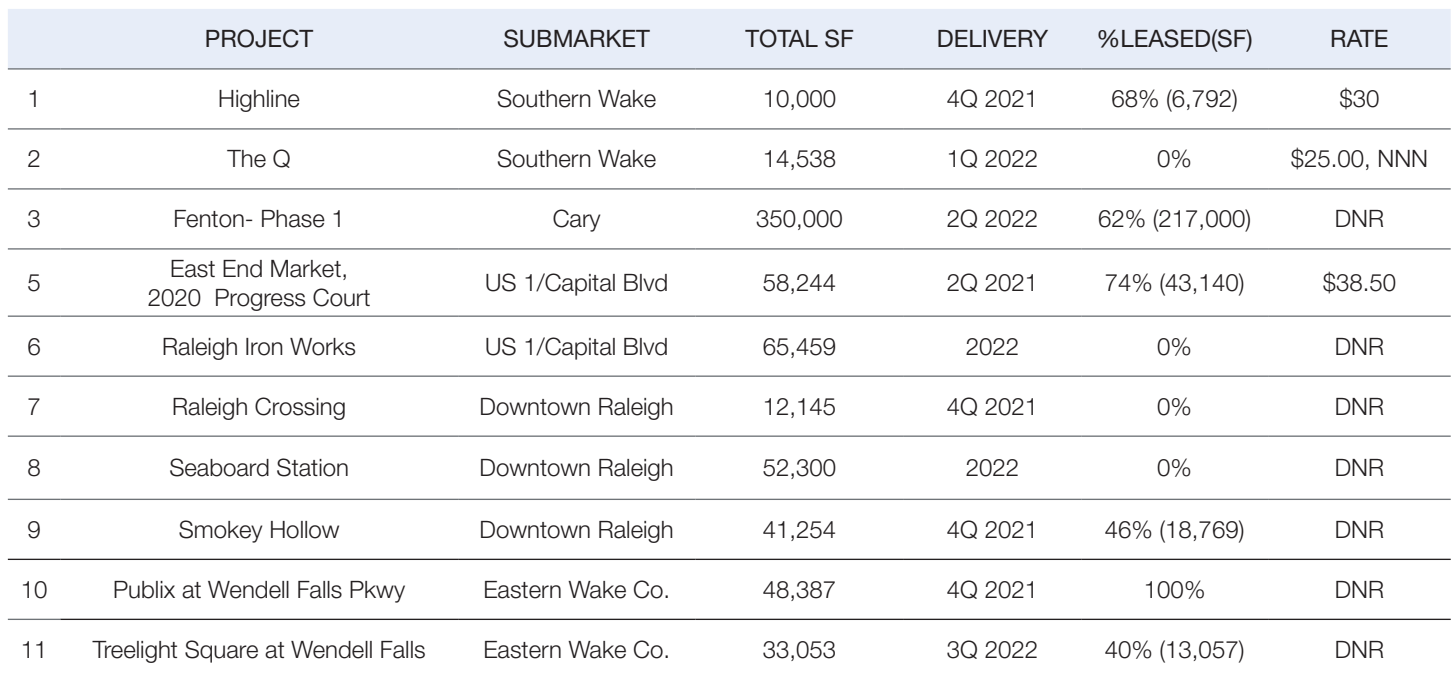 PROJECT SUBMARKET TOTAL SF DELIVERY %LEASED(SF) RATE
1 Highline Southern Wake 10,000 4Q 2021 68% (6,792) $30
2 The Q Southern Wake 14,538 1Q 2022 0% $25.00, NNN
3 Fenton- Phase 1 Cary 350,000 2Q 2022 62% (217,000) DNR
5 East End Market,
2020 Progress Court US 1/Capital Blvd 58,244 2Q 2021 74% (43,140) $38.50
6 Raleigh Iron Works US 1/Capital Blvd 65,459 2022 0% DNR
7 Raleigh Crossing Downtown Raleigh 12,145 4Q 2021 0% DNR
8 Seaboard Station Downtown Raleigh 52,300 2022 0% DNR
9 Smokey Hollow Downtown Raleigh 41,254 4Q 2021 46% (18,769) DNR
10 Publix at Wendell Falls Pkwy Eastern Wake Co. 48,387 4Q 2021 100% DNR
11 Treelight Square at Wendell Falls Eastern Wake Co. 33,053 3Q 2022 40% (13,057) DNR